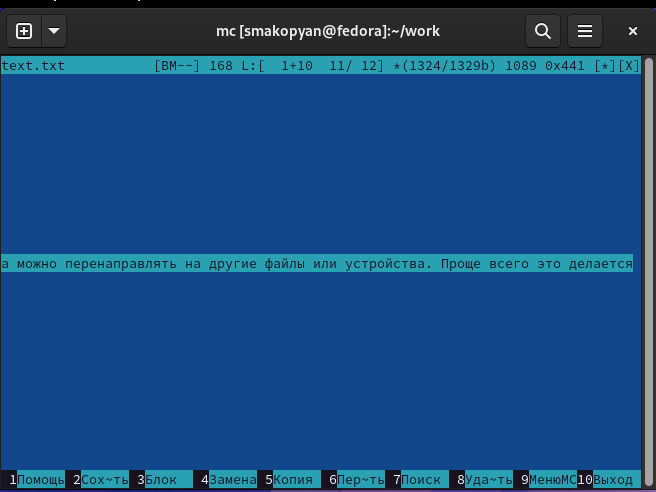 mc [smakopyan@fedora]:~/work
text.txt [BM--] 168 L:[ 1+10 11/ 12] *(1324/1329b) 1089 0x441 [*][X]
а можно перенаправлять на другие файлы или устройства. Проще всего это делается
1Помощь 2Сох~ть 3Блок 4Замена 5Копия 6Пер~ть 7Поиск 8Уда~ть 9МенюMC 10Выход